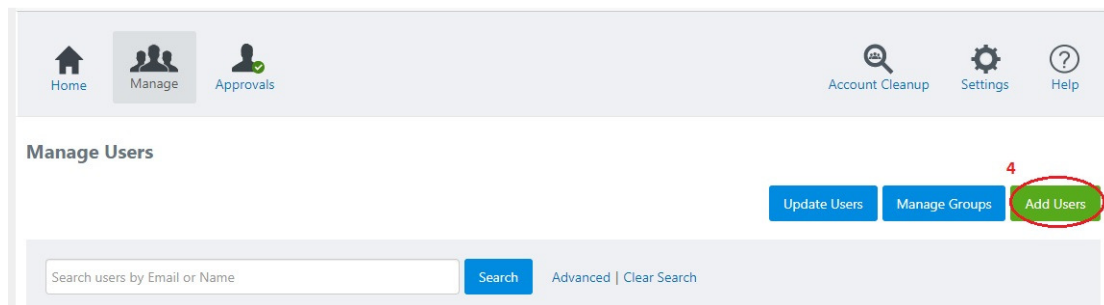 Home Manage Approvals Account Cleanup Settings Help
Manage Users
4
Update Users Manage Groups Add Users
Search users by Email or Name Search Advanced | Clear Search